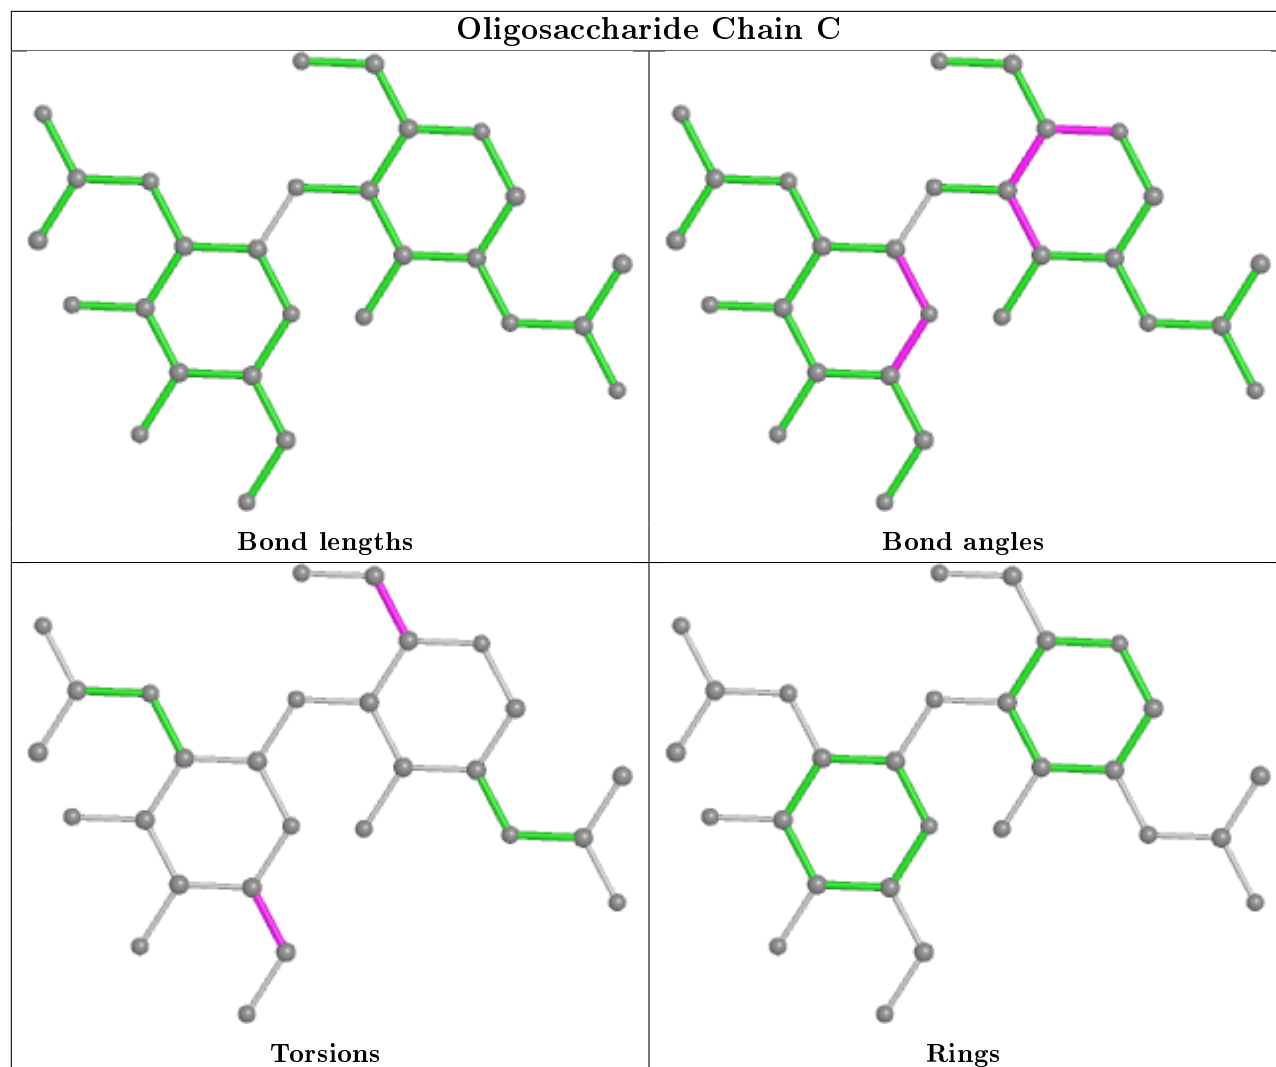 Oligosaccharide Chain C
Bond lengths
Bond angles
Torsions
Rings